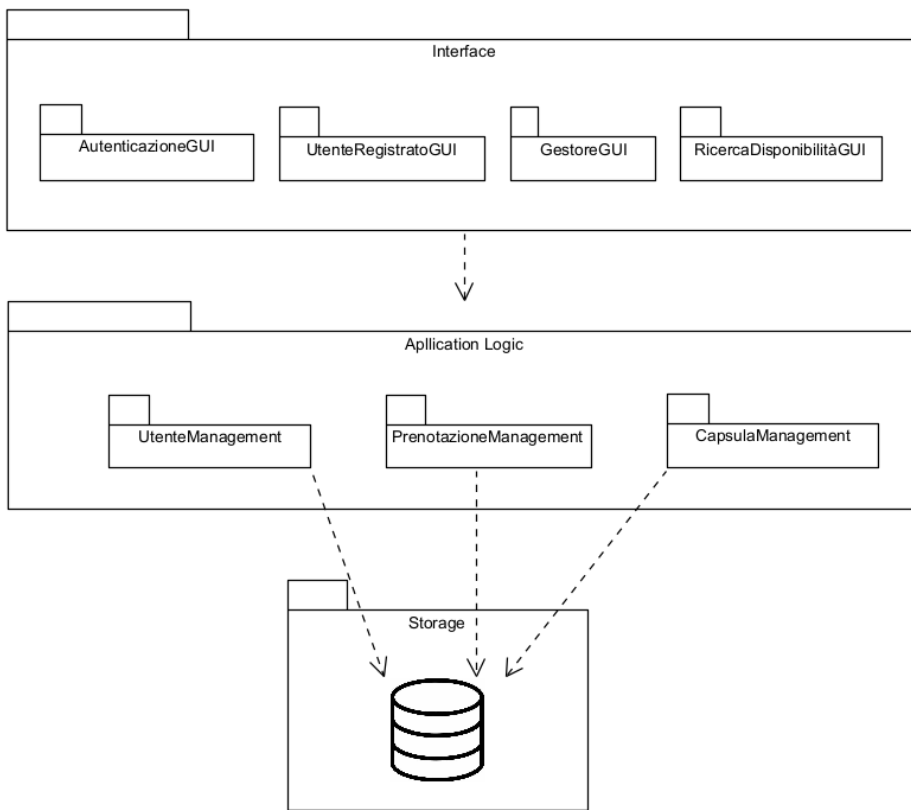 Interface
AutenticazioneGUI
UtenteRegistratoGUI
GestoreGUI
RicercaDisponibilitàGUI
Apllication Logic
UtenteManagement
PrenotazioneManagement
CapsulaManagement
Storage